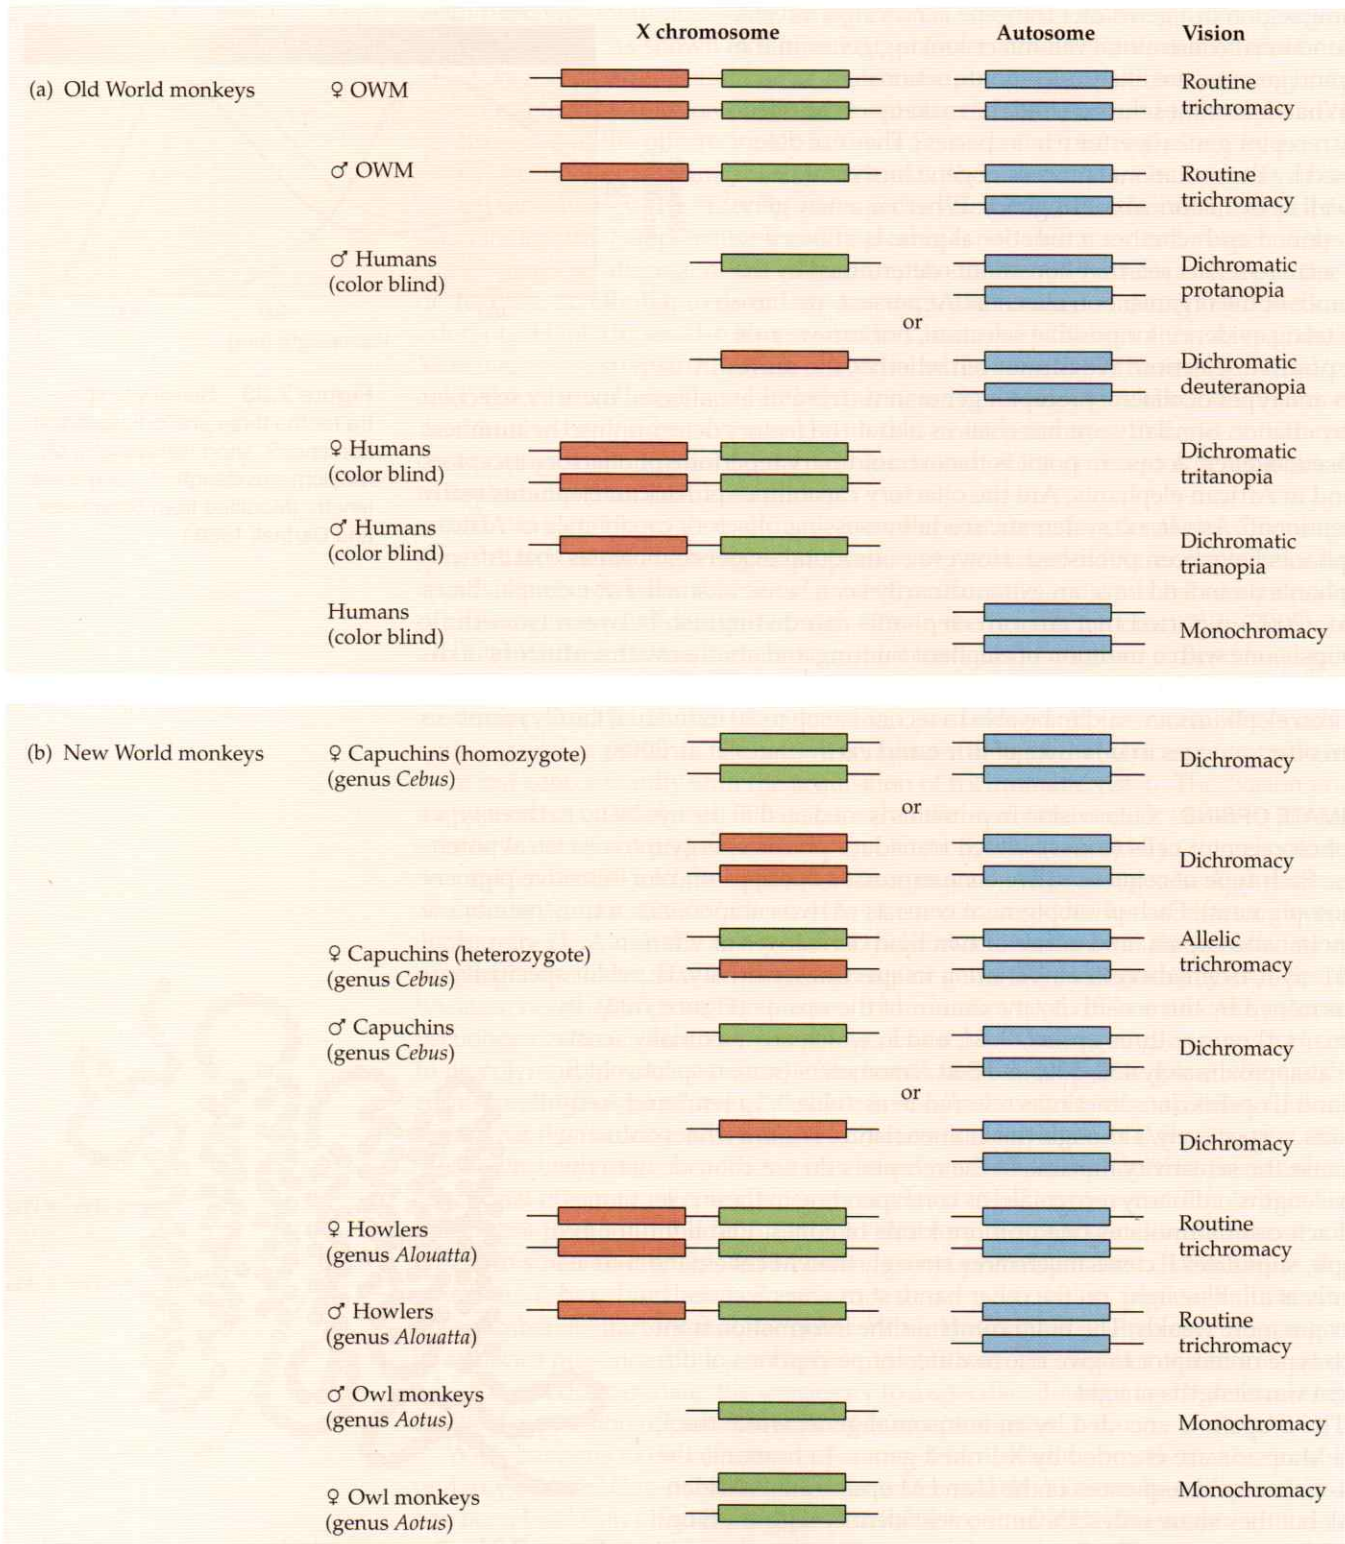 X chromosome Autosome Vision
(a) Old World monkeys
♀ OWM
Routine
trichromacy
♂ OWM
Routine
trichromacy
♂ Humans
(color blind)
Dichromatic
protanopia
or
Dichromatic
deuteranopia
♀ Humans
(color blind)
Dichromatic
tritanopia
♂ Humans
(color blind)
Dichromatic
trianopia
Humans
(color blind)
Monochromacy
(b) New World monkeys
♀ Capuchins (homozygote)
(genus Cebus)
Dichromacy
or
Dichromacy
♀ Capuchins (heterozygote)
(genus Cebus)
Allelic
trichromacy
♂ Capuchins
(genus Cebus)
Dichromacy
or
Dichromacy
♀ Howlers
(genus Alouatta)
Routine
trichromacy
♂ Howlers
(genus Alouatta)
Routine
trichromacy
♂ Owl monkeys
(genus Aotus)
Monochromacy
♀ Owl monkeys
(genus Aotus)
Monochromacy